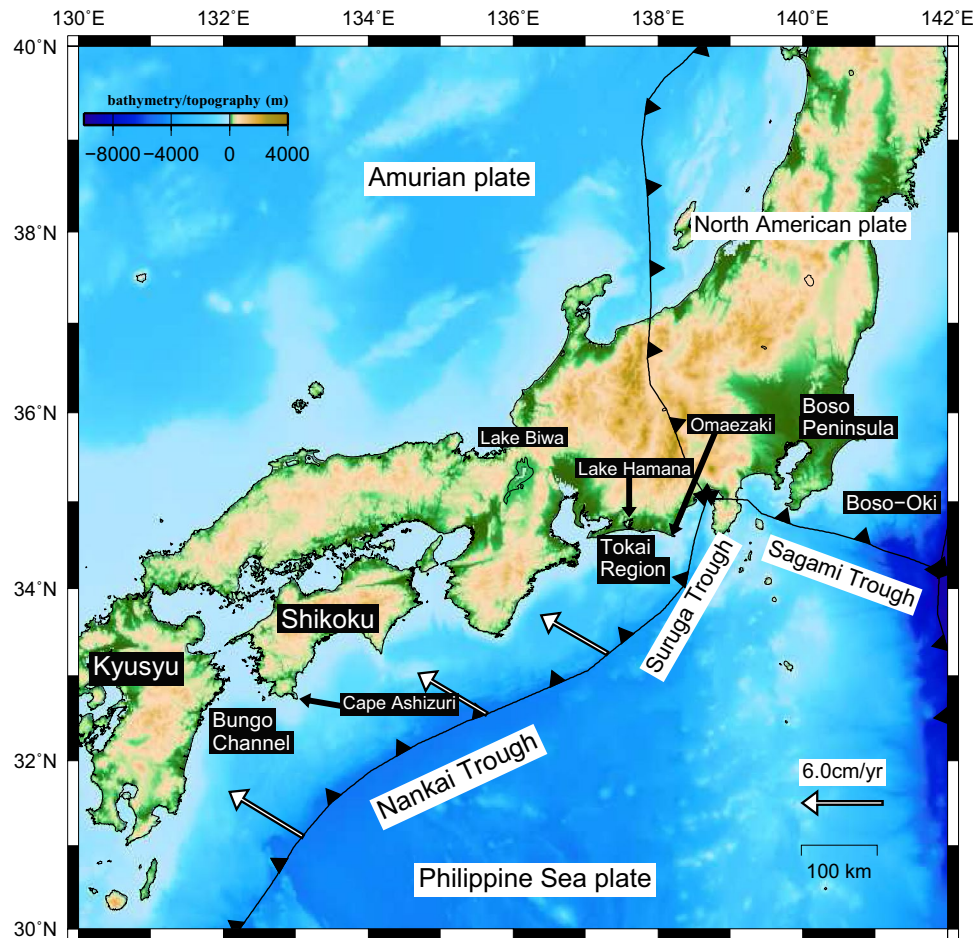 130˚E
132˚E
134˚E
136˚E
138˚E
140˚E
142˚E
40˚N
bathymetry/topography (m)
−8000
−4000
0
4000
Amurian plate
North American plate
38˚N
36˚N
Boso
Peninsula
Omaezaki
Lake Biwa
Lake Hamana
Boso−Oki
Tokai
Region
Sagami Trough
Suruga Trough
34˚N
Shikoku
Kyusyu
Cape Ashizuri
Bungo
Channel
Nankai Trough
32˚N
6.0cm/yr
100 km
Philippine Sea plate
30˚N